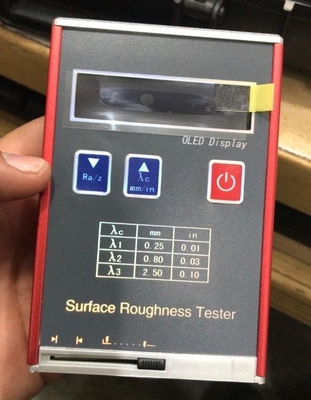 OLED Display
Ra/z
λc
mm/in
λc mm in
λ1 0.25 0.01
λ2 0.80 0.03
λ3 2.50 0.10
Surface Roughness Tester